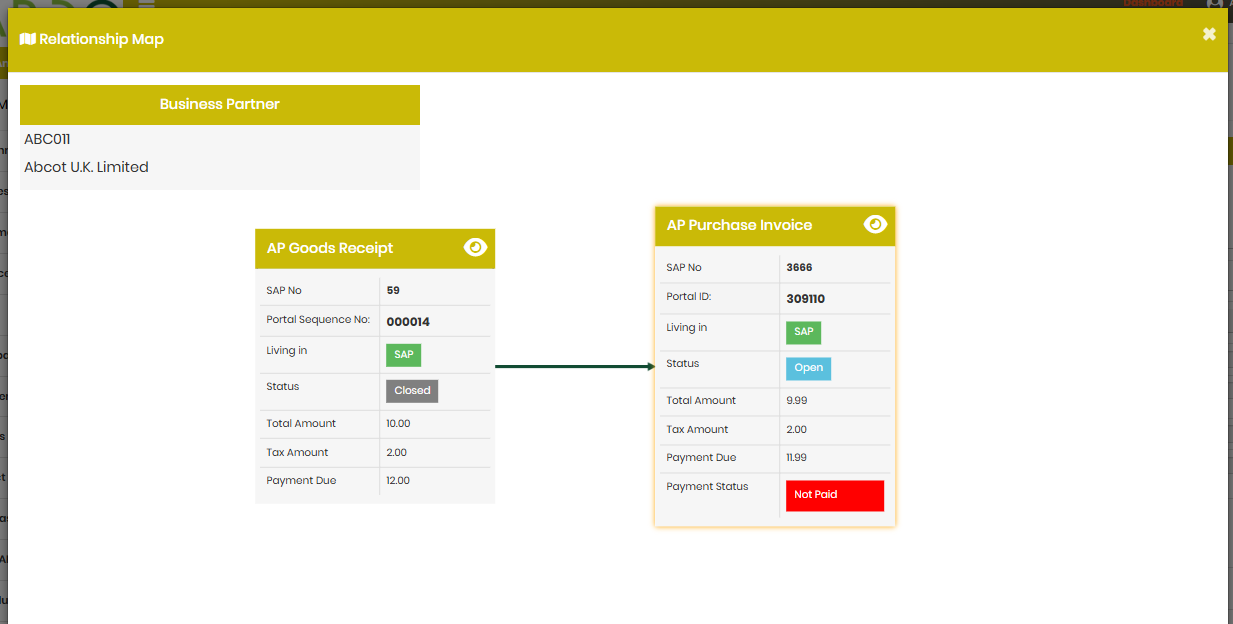 Dashboard
Relationship Map
Business Partner
ABC011
Abcot U.K. Limited
AP Goods Receipt
SAP No 59
Portal Sequence No: 000014
Living in SAP
Status Closed
Total Amount 10.00
Tax Amount 2.00
Payment Due 12.00
AP Purchase Invoice
SAP No 3666
Portal ID: 309110
Living in SAP
Status Open
Total Amount 9.99
Tax Amount 2.00
Payment Due 11.99
Payment Status Not Paid